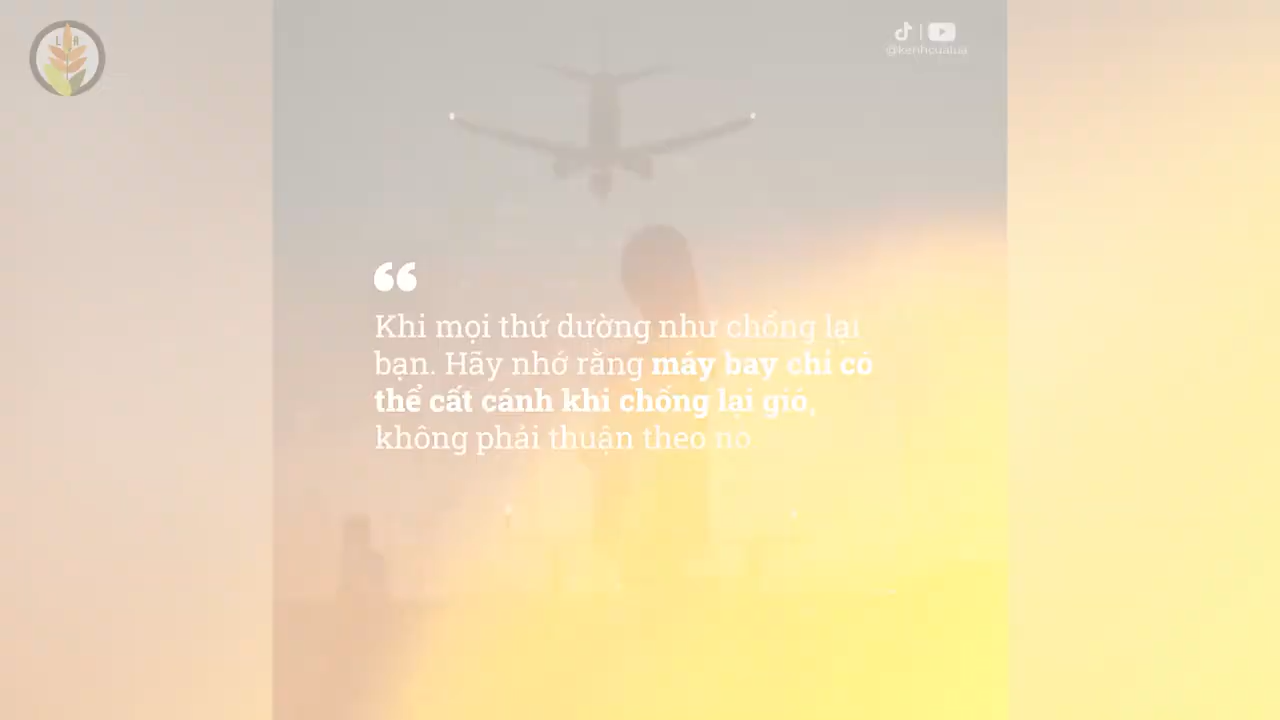 L A
@kenhcualua
❝
Khi mọi thứ dường như chống lại
bạn. Hãy nhớ rằng máy bay chỉ có
thể cất cánh khi chống lại gió,
không phải thuận theo nó